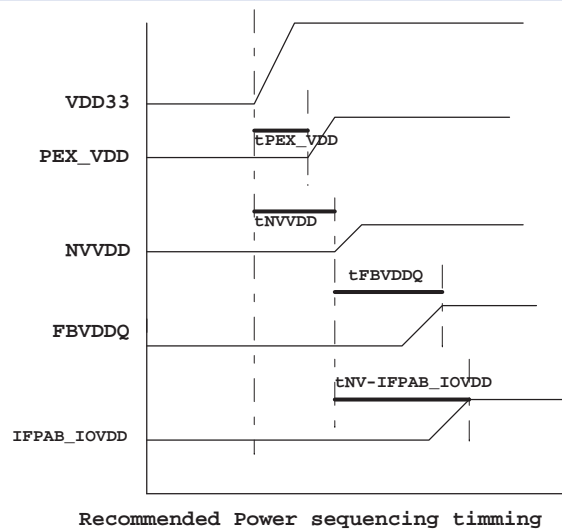 VDD33
tPEX_VDD
PEX_VDD
tNVVDD
NVVDD
tFBVDDQ
FBVDDQ
tNV-IFPAB_IOVDD
IFPAB_IOVDD
Recommended Power sequencing timming